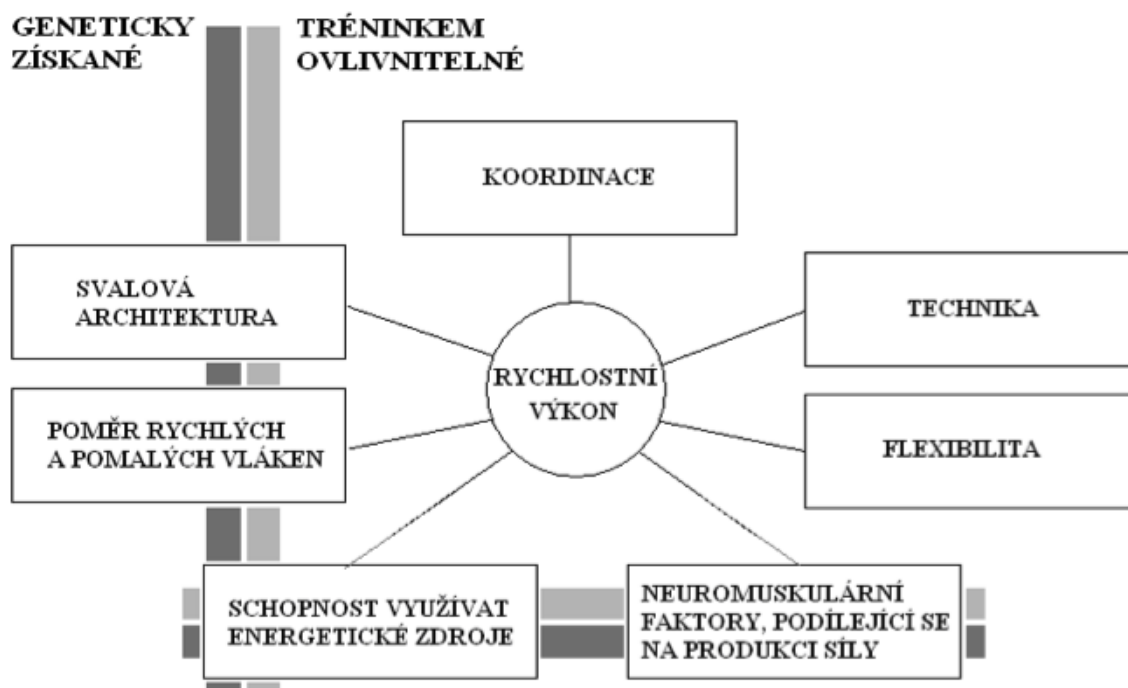 GENETICKY
ZÍSKANÉ
TRÉNINKEM
OVLIVNITELNÉ
KOORDINACE
SVALOVÁ
ARCHITEKTURA
TECHNIKA
RYCHLOSTNÍ
VÝKON
POMĚR RYCHLÝCH
A POMALÝCH VLÁKEN
FLEXIBILITA
SCHOPNOST VYUŽÍVAT
ENERGETICKÉ ZDROJE
NEUROMUSKULÁRNÍ
FAKTORY, PODÍLEJÍCÍ SE
NA PRODUKCI SÍLY